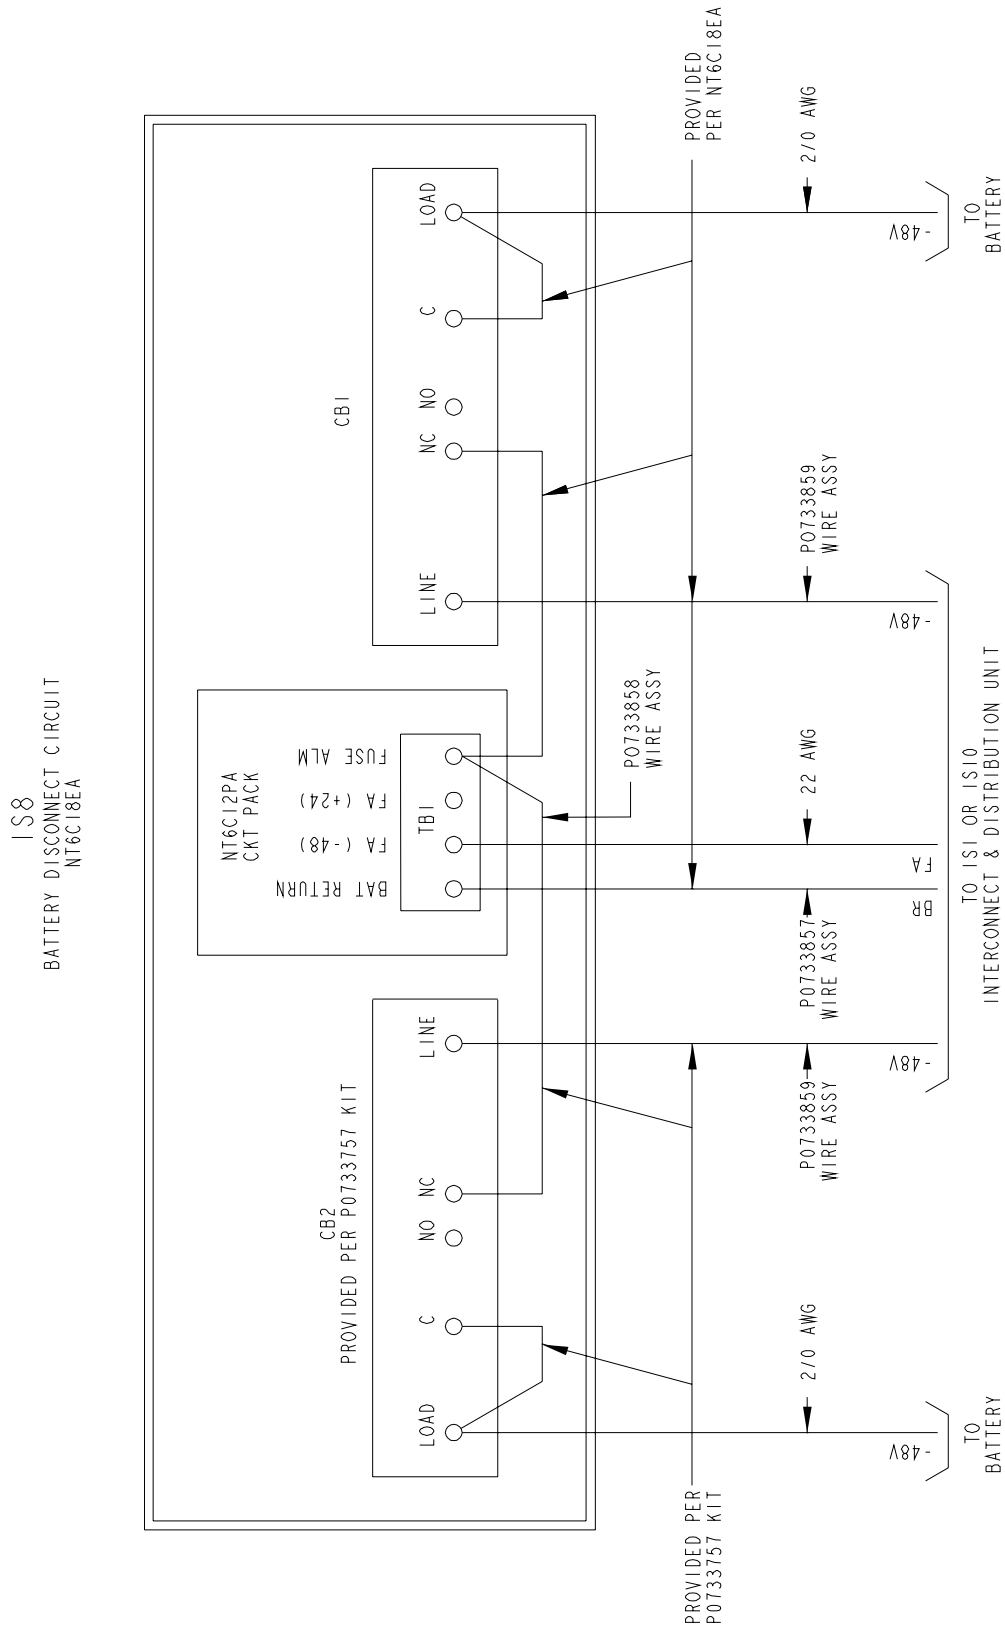 IS8
BATTERY DISCONNECT CIRCUIT
NT6C18EA
CB2
PROVIDED PER P0733757 KIT
LOAD
C
NO
NC
LINE
NT6C12PA
CKT PACK
BAT RETURN
FA (-48)
FA (+24)
FUSE ALM
TB1
CB1
LINE
NC
NO
C
LOAD
P0733858
WIRE ASSY
PROVIDED PER
P0733757 KIT
PROVIDED
PER NT6C18EA
2/0 AWG
P0733859
WIRE ASSY
P0733857
WIRE ASSY
22 AWG
P0733859
WIRE ASSY
2/0 AWG
-48V
-48V
BR
FA
-48V
-48V
TO
BATTERY
TO IS1 OR IS10
INTERCONNECT & DISTRIBUTION UNIT
TO
BATTERY